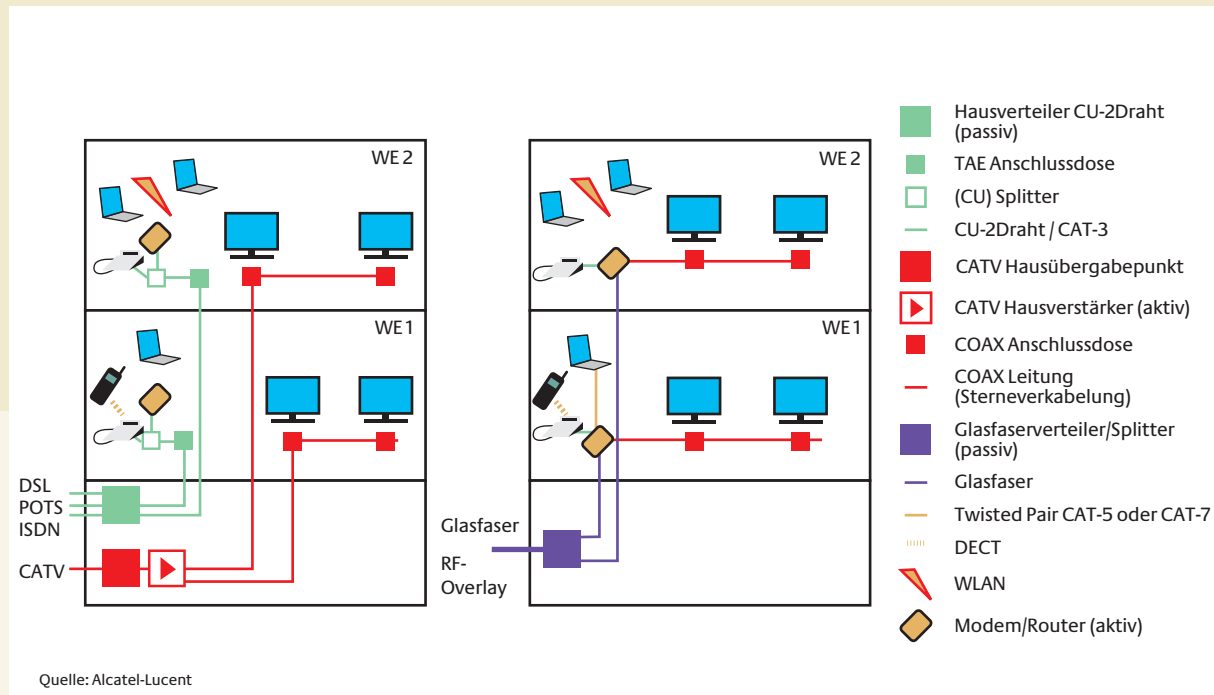 WE 2
WE 1
DSL
POTS
ISDN
CATV
WE 2
WE 1
Glasfaser
RF-
Overlay
Hausverteiler CU-2Draht
(passiv)
TAE Anschlussdose
(CU) Splitter
CU-2Draht / CAT-3
CATV Hausübergabepunkt
CATV Hausverstärker (aktiv)
COAX Anschlussdose
COAX Leitung
(Sterneverkabelung)
Glasfaserverteiler/Splitter
(passiv)
Glasfaser
Twisted Pair CAT-5 oder CAT-7
DECT
WLAN
Modem/Router (aktiv)
Quelle: Alcatel-Lucent